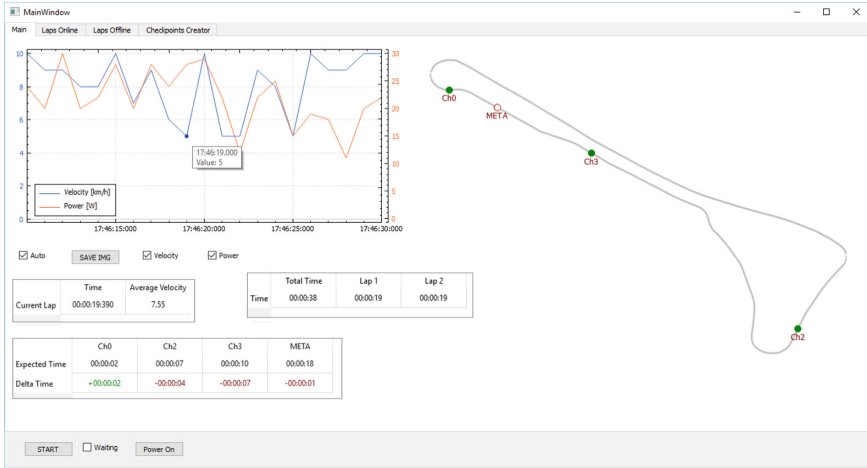 MainWindow
Main Laps Online Laps Offline Checkpoints Creator
10 30
8 25
20
6
15
4
10
2
5
0 0
17:46:19.000
Value: 5
Velocity [km/h]
Power [W]
17:46:15:000 17:46:20:000 17:46:25:000 17:46:30:000
Auto SAVE IMG Velocity Power
Time Average Velocity
Current Lap 00:00:19:390 7.55
Total Time Lap 1 Lap 2
Time 00:00:38 00:00:19 00:00:19
Ch0 Ch2 Ch3 META
Expected Time 00:00:02 00:00:07 00:00:10 00:00:18
Delta Time +00:00:02 -00:00:04 -00:00:07 -00:00:01
START Waiting Power On
Ch0
META
Ch3
Ch2